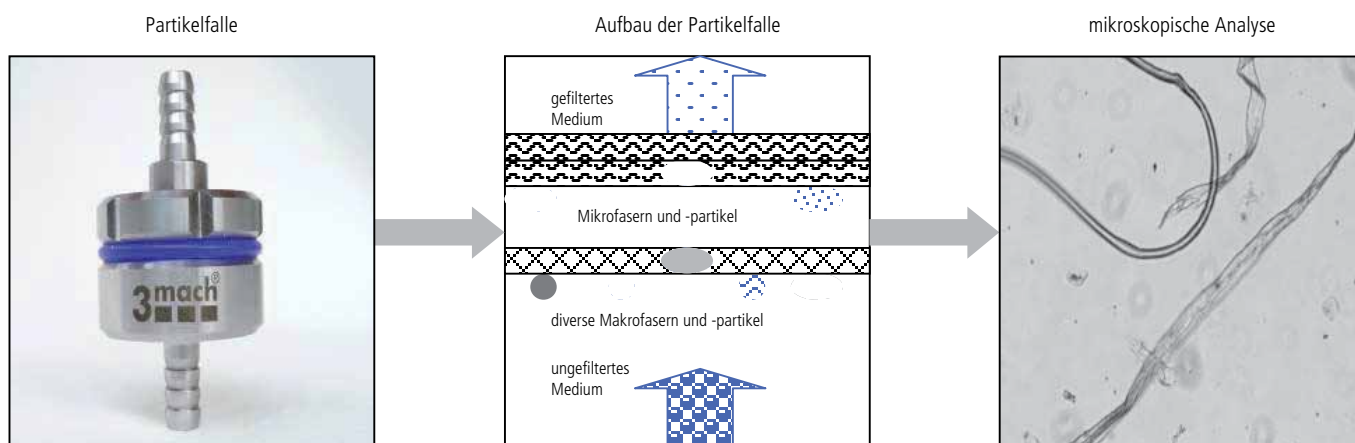 Partikelfalle
Aufbau der Partikelfalle
mikroskopische Analyse
3mach®
gefiltertes
Medium
Mikrofasern und -partikel
diverse Makrofasern und -partikel
ungefiltertes
Medium